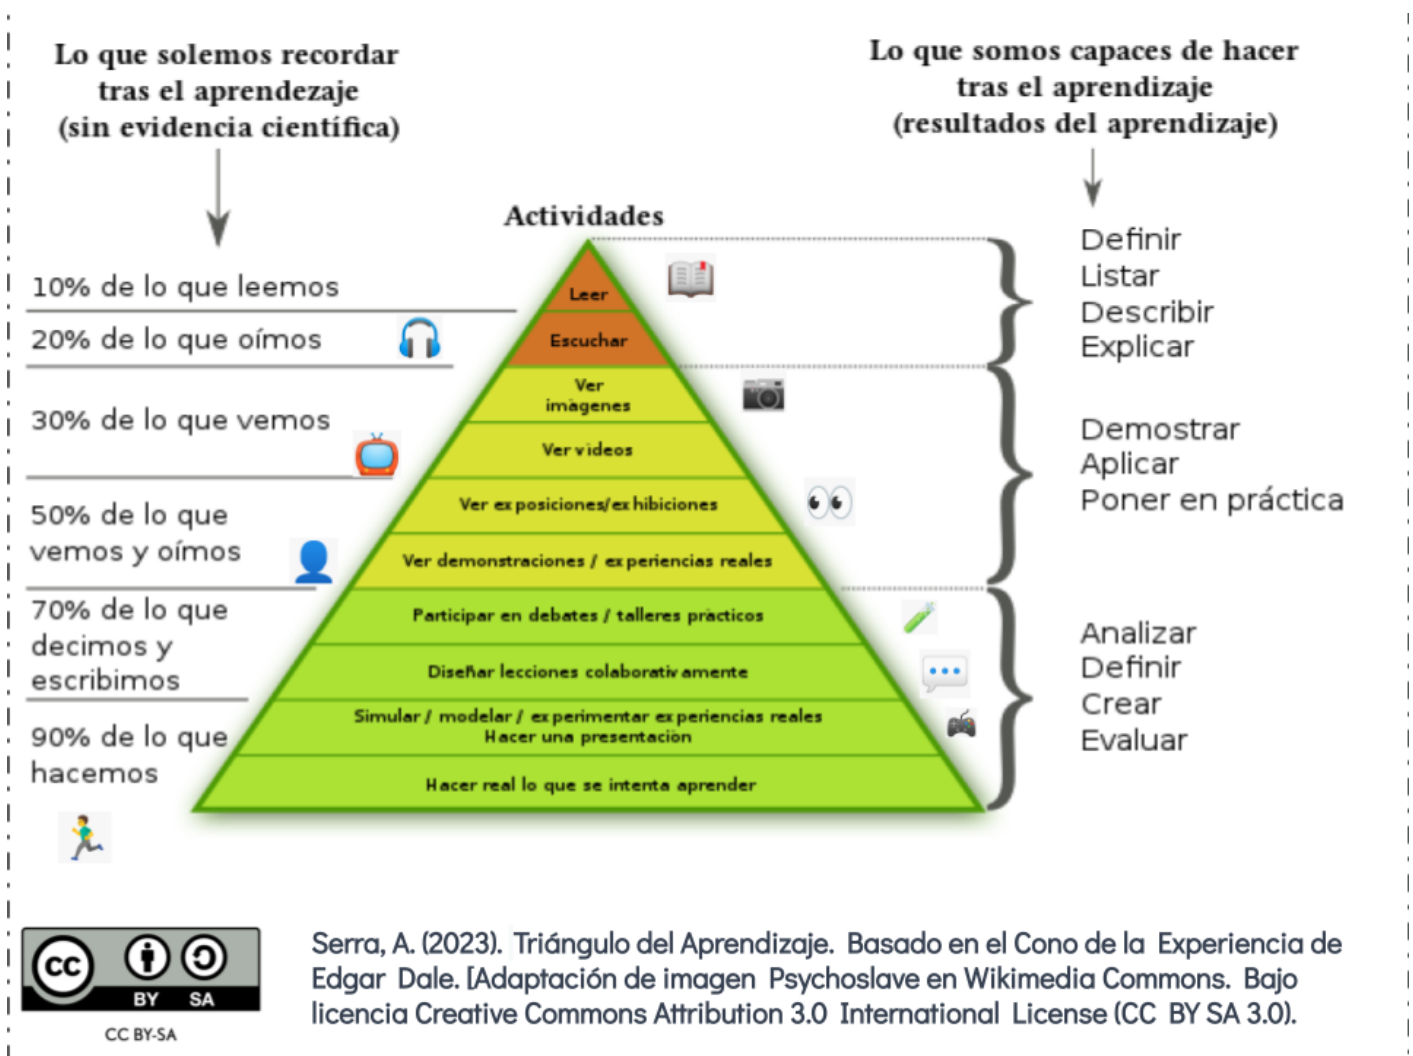 Lo que solemos recordar
tras el aprendezaje
(sin evidencia científica)
Lo que somos capaces de hacer
tras el aprendizaje
(resultados del aprendizaje)
Actividades
10% de lo que leemos
20% de lo que oímos
30% de lo que vemos
50% de lo que
vemos y oímos
70% de lo que
decimos y
escribimos
90% de lo que
hacemos
Leer
Escuchar
Ver
imàgenes
Ver vìdeos
Ver exposiciones/exhibiciones
Ver demonstraciones / experiencias reales
Participar en debates / talleres pràcticos
Diseñar lecciones colaborativamente
Simular / modelar / experimentar experiencias reales
Hacer una presentaciòn
Hacer real lo que se intenta aprender
Definir
Listar
Describir
Explicar
Demostrar
Aplicar
Poner en práctica
Analizar
Definir
Crear
Evaluar
cc
BY SA
CC BY-SA
Serra, A. (2023). Triángulo del Aprendizaje. Basado en el Cono de la Experiencia de
Edgar Dale. [Adaptación de imagen Psychoslave en Wikimedia Commons. Bajo
licencia Creative Commons Attribution 3.0 International License (CC BY SA 3.0).